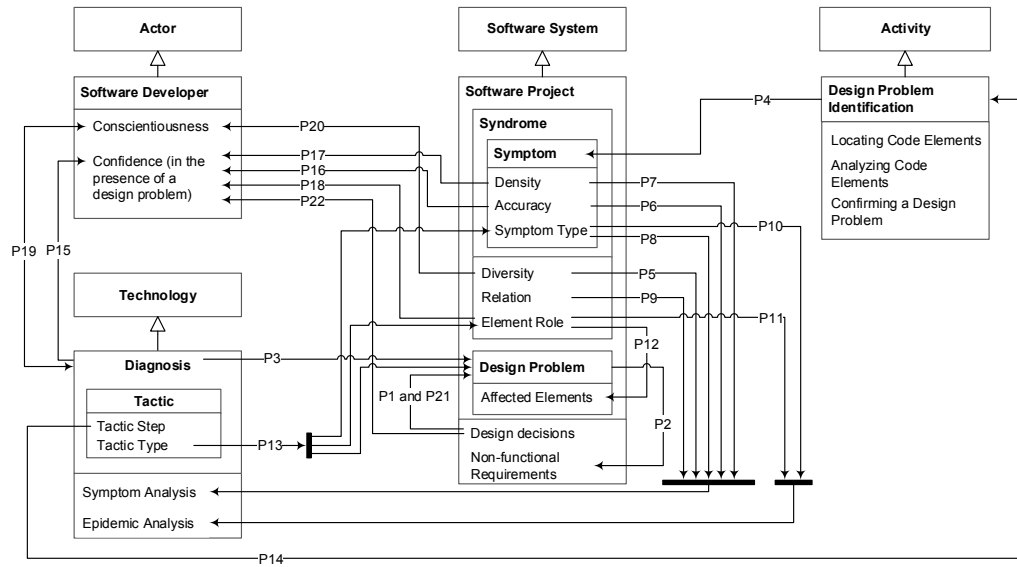 Actor
Software System
Activity
Software Developer
Conscientiousness
Confidence (in the
presence of a
design problem)
Software Project
Syndrome
Symptom
Density
Accuracy
Symptom Type
Diversity
Relation
Element Role
Design Problem
Affected Elements
Design decisions
Non-functional
Requirements
Design Problem
Identification
Locating Code Elements
Analyzing Code
Elements
Confirming a Design
Problem
Technology
Diagnosis
Tactic
Tactic Step
Tactic Type
Symptom Analysis
Epidemic Analysis
P4
P20
P17
P16
P18
P22
P7
P6
P10
P8
P19
P15
P5
P9
P11
P12
P3
P1 and P21
P2
P13
P14